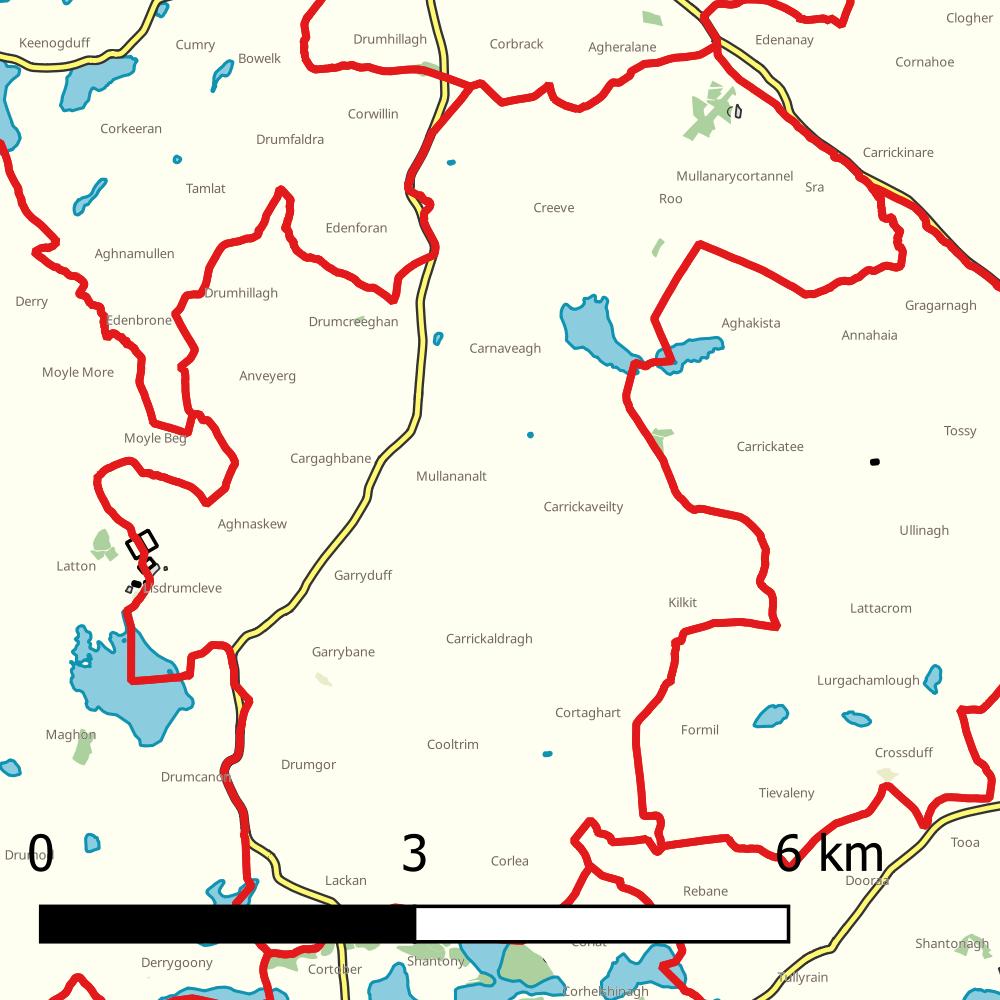 Clogher
Keenogduff
Cumry
Drumhillagh
Corbrack
Agheralane
Edenanay
Bowelk
Cornahoe
Corwillin
Corkeeran
Drumfaldra
Carrickinare
Mullanarycortannel
Sra
Tamlat
Roo
Creeve
Edenforan
Aghnamullen
Drumhillagh
Derry
Gragarnagh
Edenbrone
Drumcreeghan
Aghakista
Annahaia
Carnaveagh
Moyle More
Anveyerg
Tossy
Moyle Beg
Carrickatee
Cargaghbane
Mullananalt
Carrickaveilty
Aghnaskew
Ullinagh
Latton
Garryduff
Lisdrumcleve
Kilkit
Lattacrom
Carrickaldragh
Garrybane
Lurgachamlough
Cortaghart
Formil
Maghon
Cooltrim
Crossduff
Drumgor
Drumcanon
Tievaleny
Tooa
0 3 6 km
Corlea
Lackan
Dooraa
Rebane
Shantonagh
Derrygoony
Cortober
Shantony
Tullyrain
Corhelshinagh